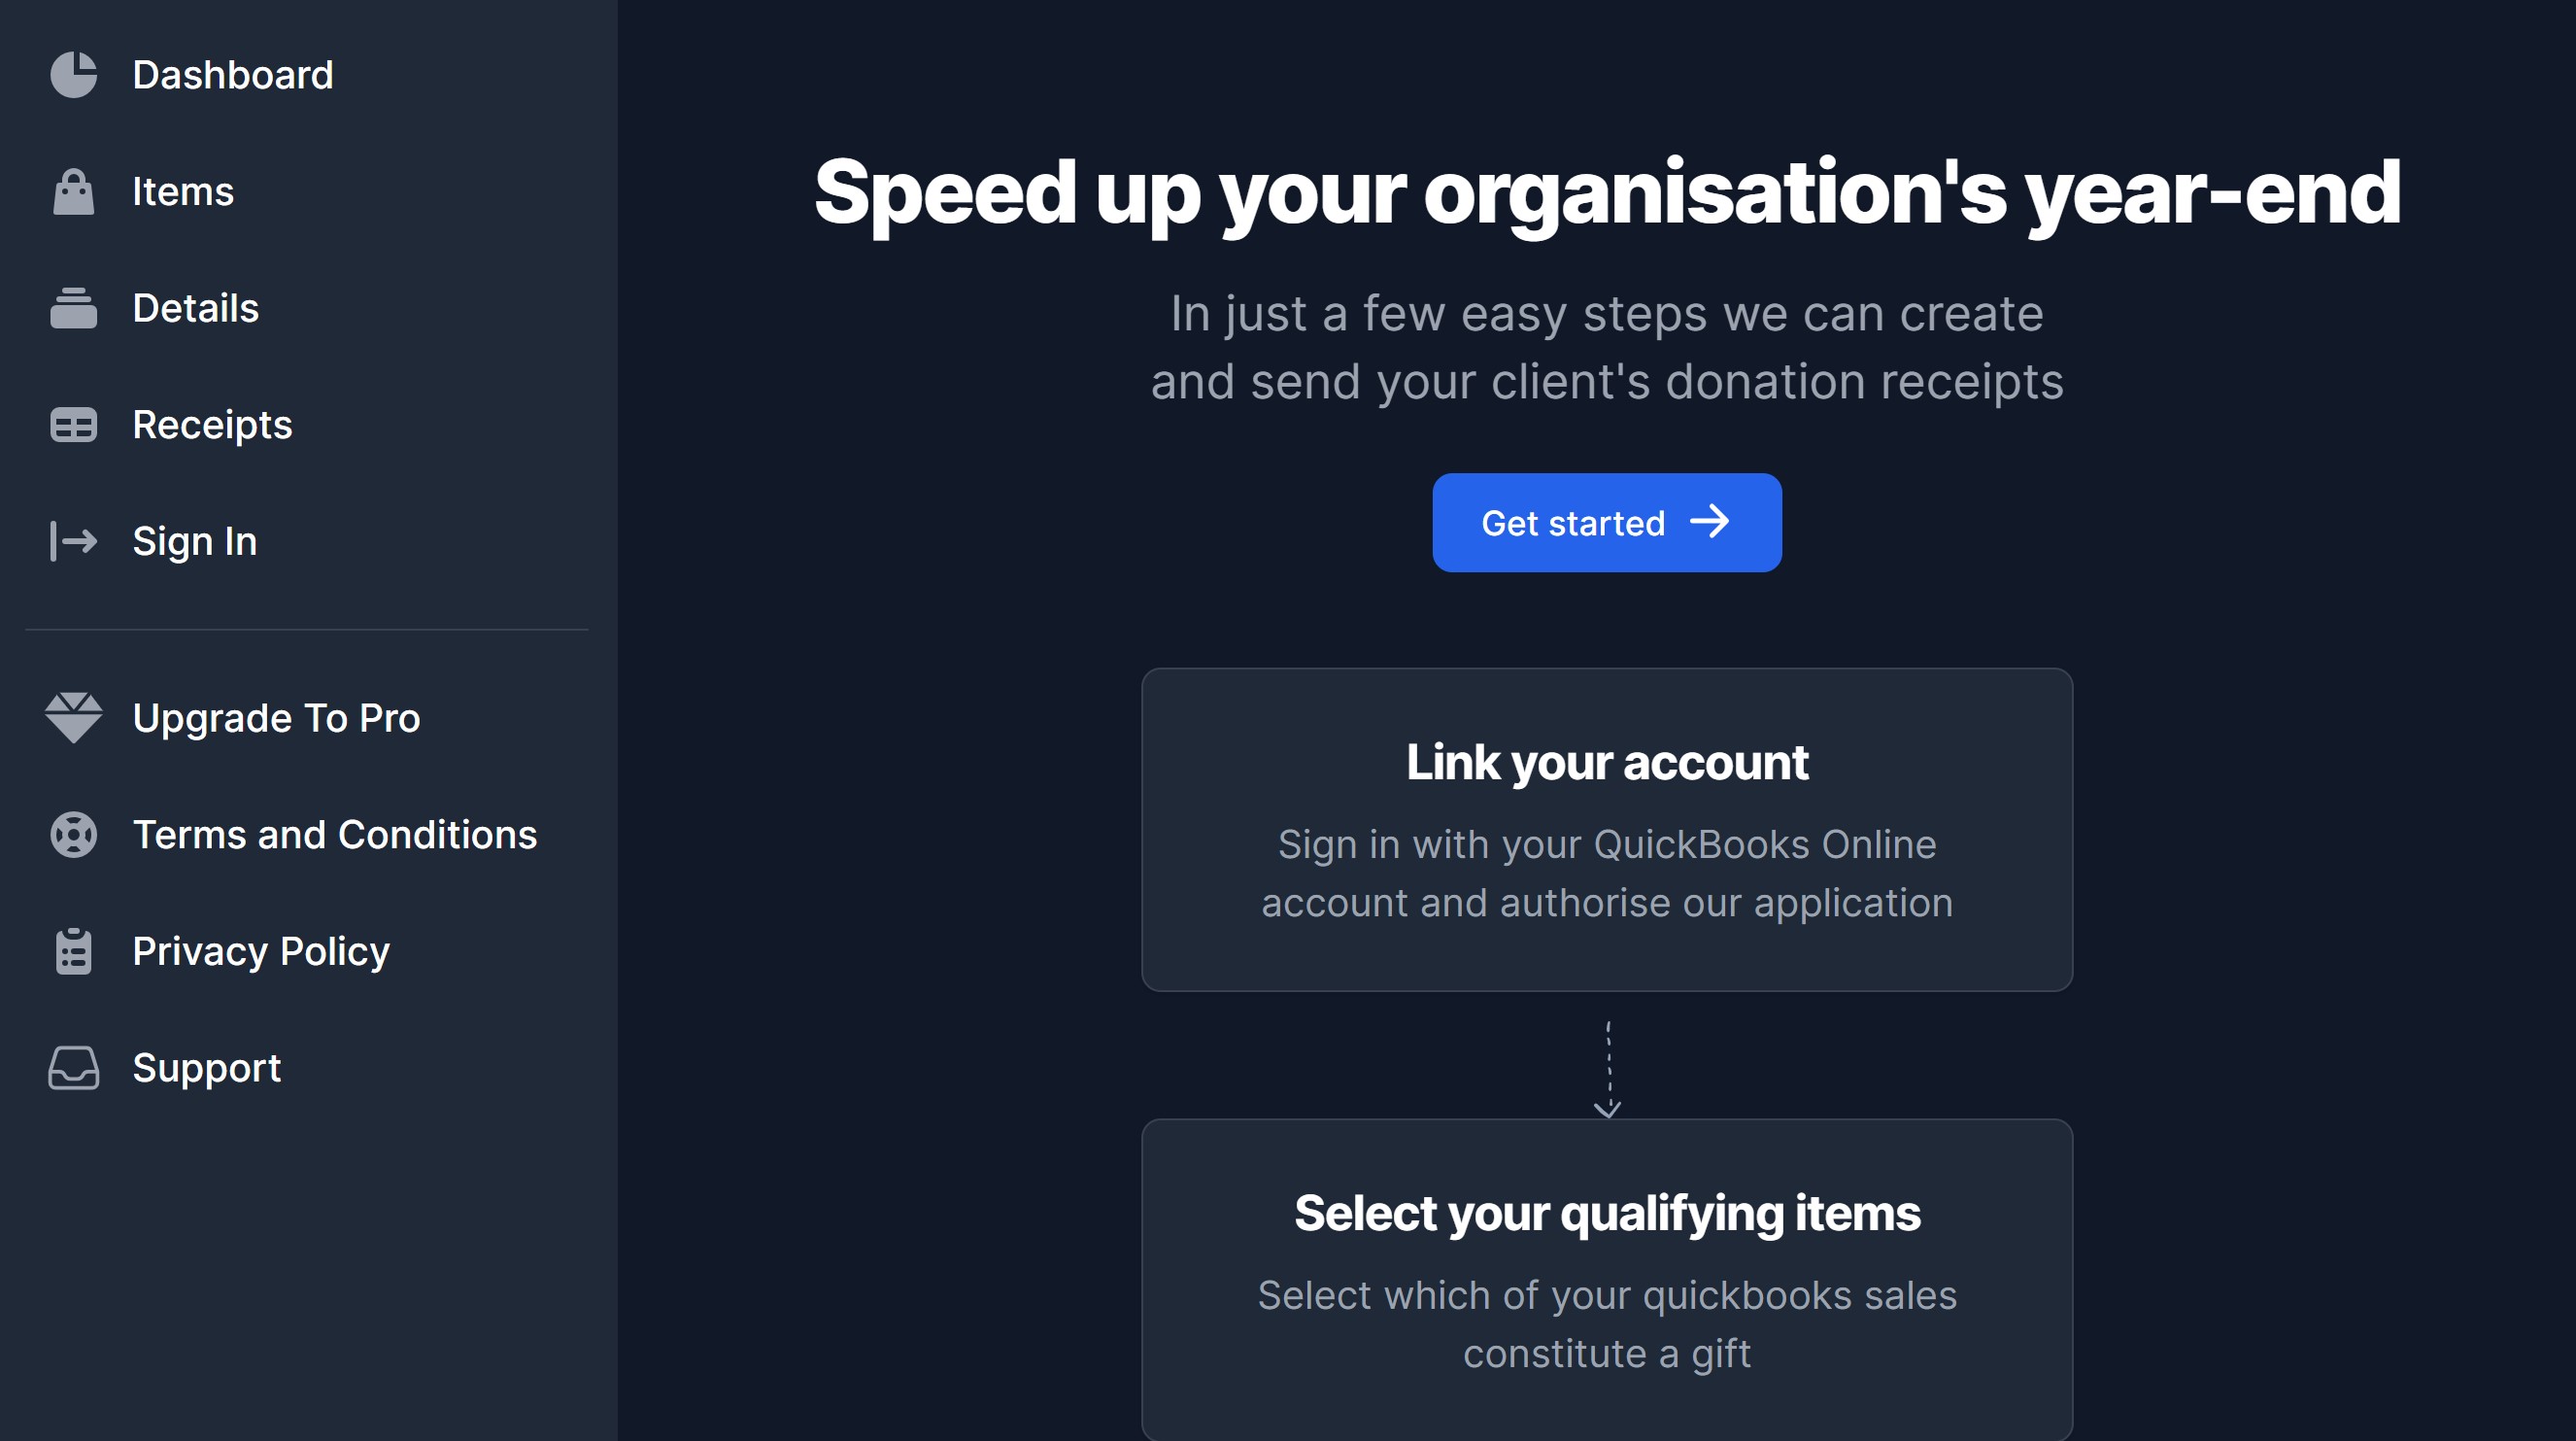 Dashboard
Items
Details
Receipts
Sign In
Upgrade To Pro
Terms and Conditions
Privacy Policy
Support
Speed up your organisation's year-end
In just a few easy steps we can create
and send your client's donation receipts
Get started
Link your account
Sign in with your QuickBooks Online
account and authorise our application
Select your qualifying items
Select which of your quickbooks sales
constitute a gift